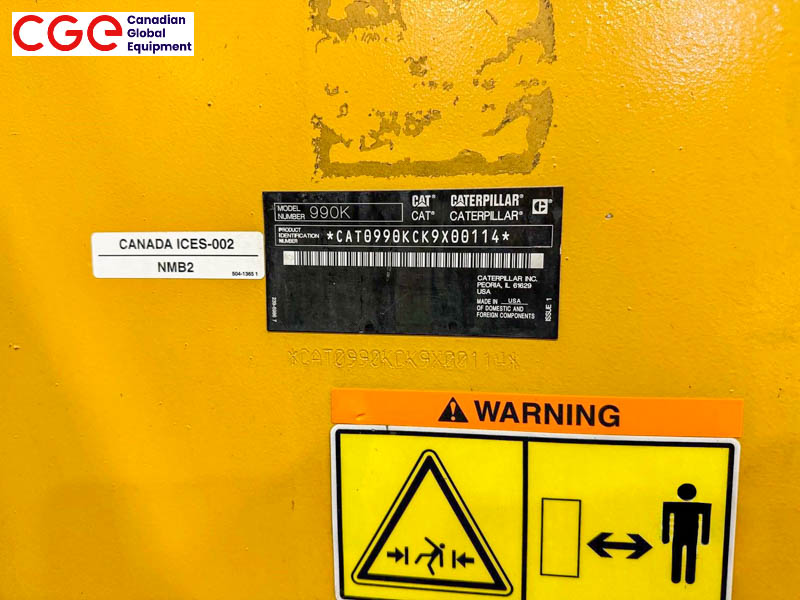 CGE Canadian
Global
Equipment
MODEL
NUMBER 990K
CAT® CATERPILLAR®
CAT® CATERPILLAR®
PRODUCT
IDENTIFICATION
NUMBER *CAT0990KCK9X00114*
CATERPILLAR INC.
PEORIA, IL 61629
USA
MADE IN USA
OF DOMESTIC AND
FOREIGN COMPONENTS
ISSUE 1
CANADA ICES-002
NMB2
504-1365 1
*CAT0990KCK9X00114*
WARNING